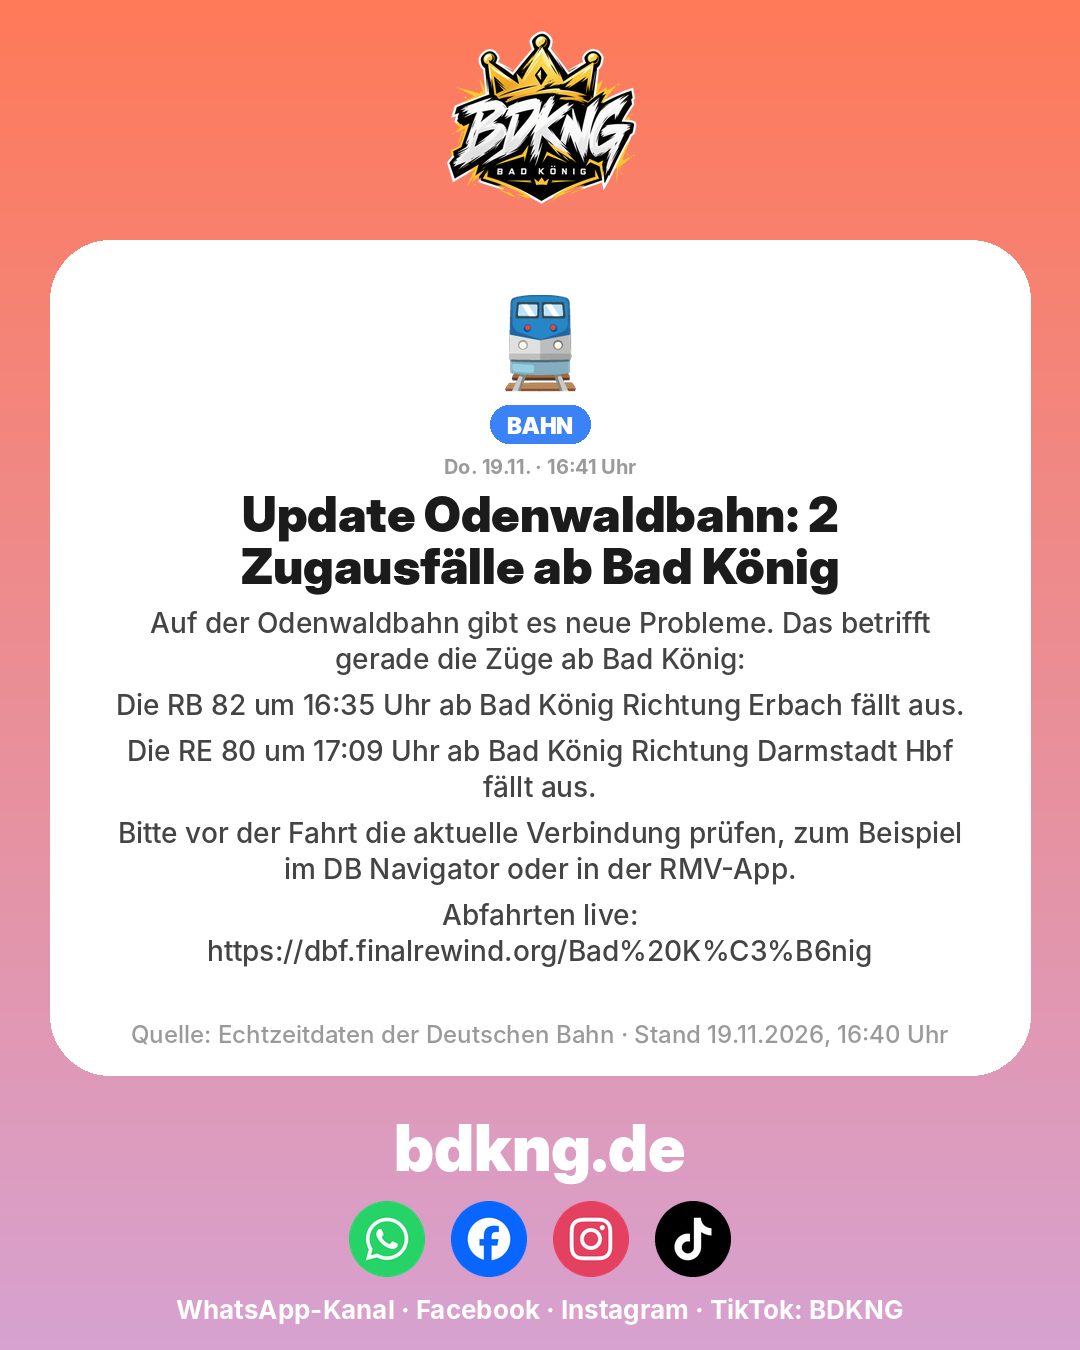 BDKNG
BAD KÖNIG
BAHN
Do. 19.11. · 16:41 Uhr
Update Odenwaldbahn: 2
Zugausfälle ab Bad König
Auf der Odenwaldbahn gibt es neue Probleme. Das betrifft
gerade die Züge ab Bad König:
Die RB 82 um 16:35 Uhr ab Bad König Richtung Erbach fällt aus.
Die RE 80 um 17:09 Uhr ab Bad König Richtung Darmstadt Hbf
fällt aus.
Bitte vor der Fahrt die aktuelle Verbindung prüfen, zum Beispiel
im DB Navigator oder in der RMV-App.
Abfahrten live:
https://dbf.finalrewind.org/Bad%20K%C3%B6nig
Quelle: Echtzeitdaten der Deutschen Bahn · Stand 19.11.2026, 16:40 Uhr
bdkng.de
WhatsApp-Kanal · Facebook · Instagram · TikTok: BDKNG